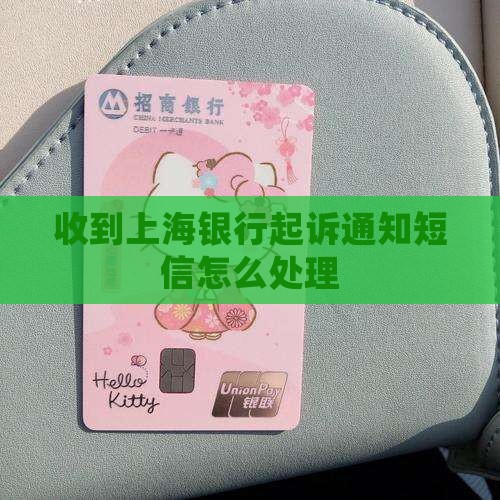 招商银行
CHINA MERCHANTS BANK
DEBIT 一卡通
收到上海银行起诉通知短
信怎么处理
Hello
Kitty
UnionPay
银联